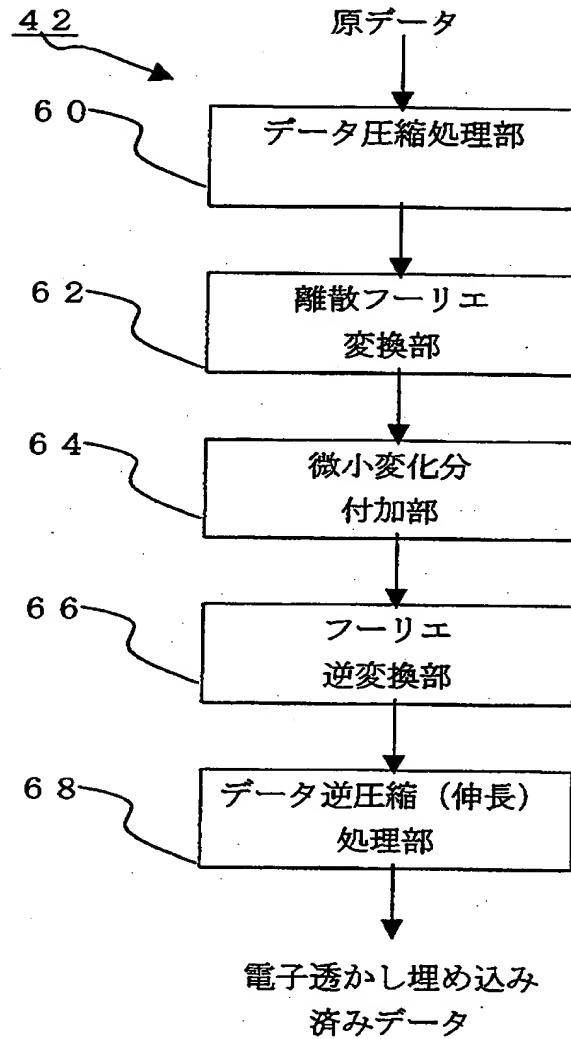 ４２
原データ
６０
データ圧縮処理部
６２
離散フーリエ
変換部
６４
微小変化分
付加部
６６
フーリエ
逆変換部
６８
データ逆圧縮（伸長）
処理部
電子透かし埋め込み
済みデータ